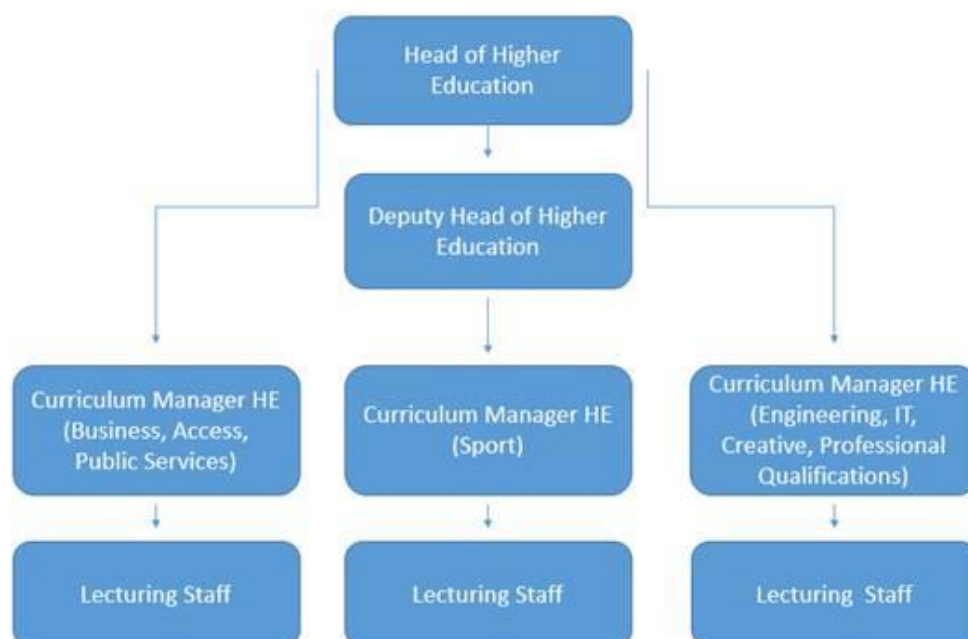 Head of Higher
Education
Deputy Head of Higher
Education
Curriculum Manager HE
(Business, Access,
Public Services)
Curriculum Manager HE
(Sport)
Curriculum Manager HE
(Engineering, IT,
Creative, Professional
Qualifications)
Lecturing Staff
Lecturing Staff
Lecturing Staff